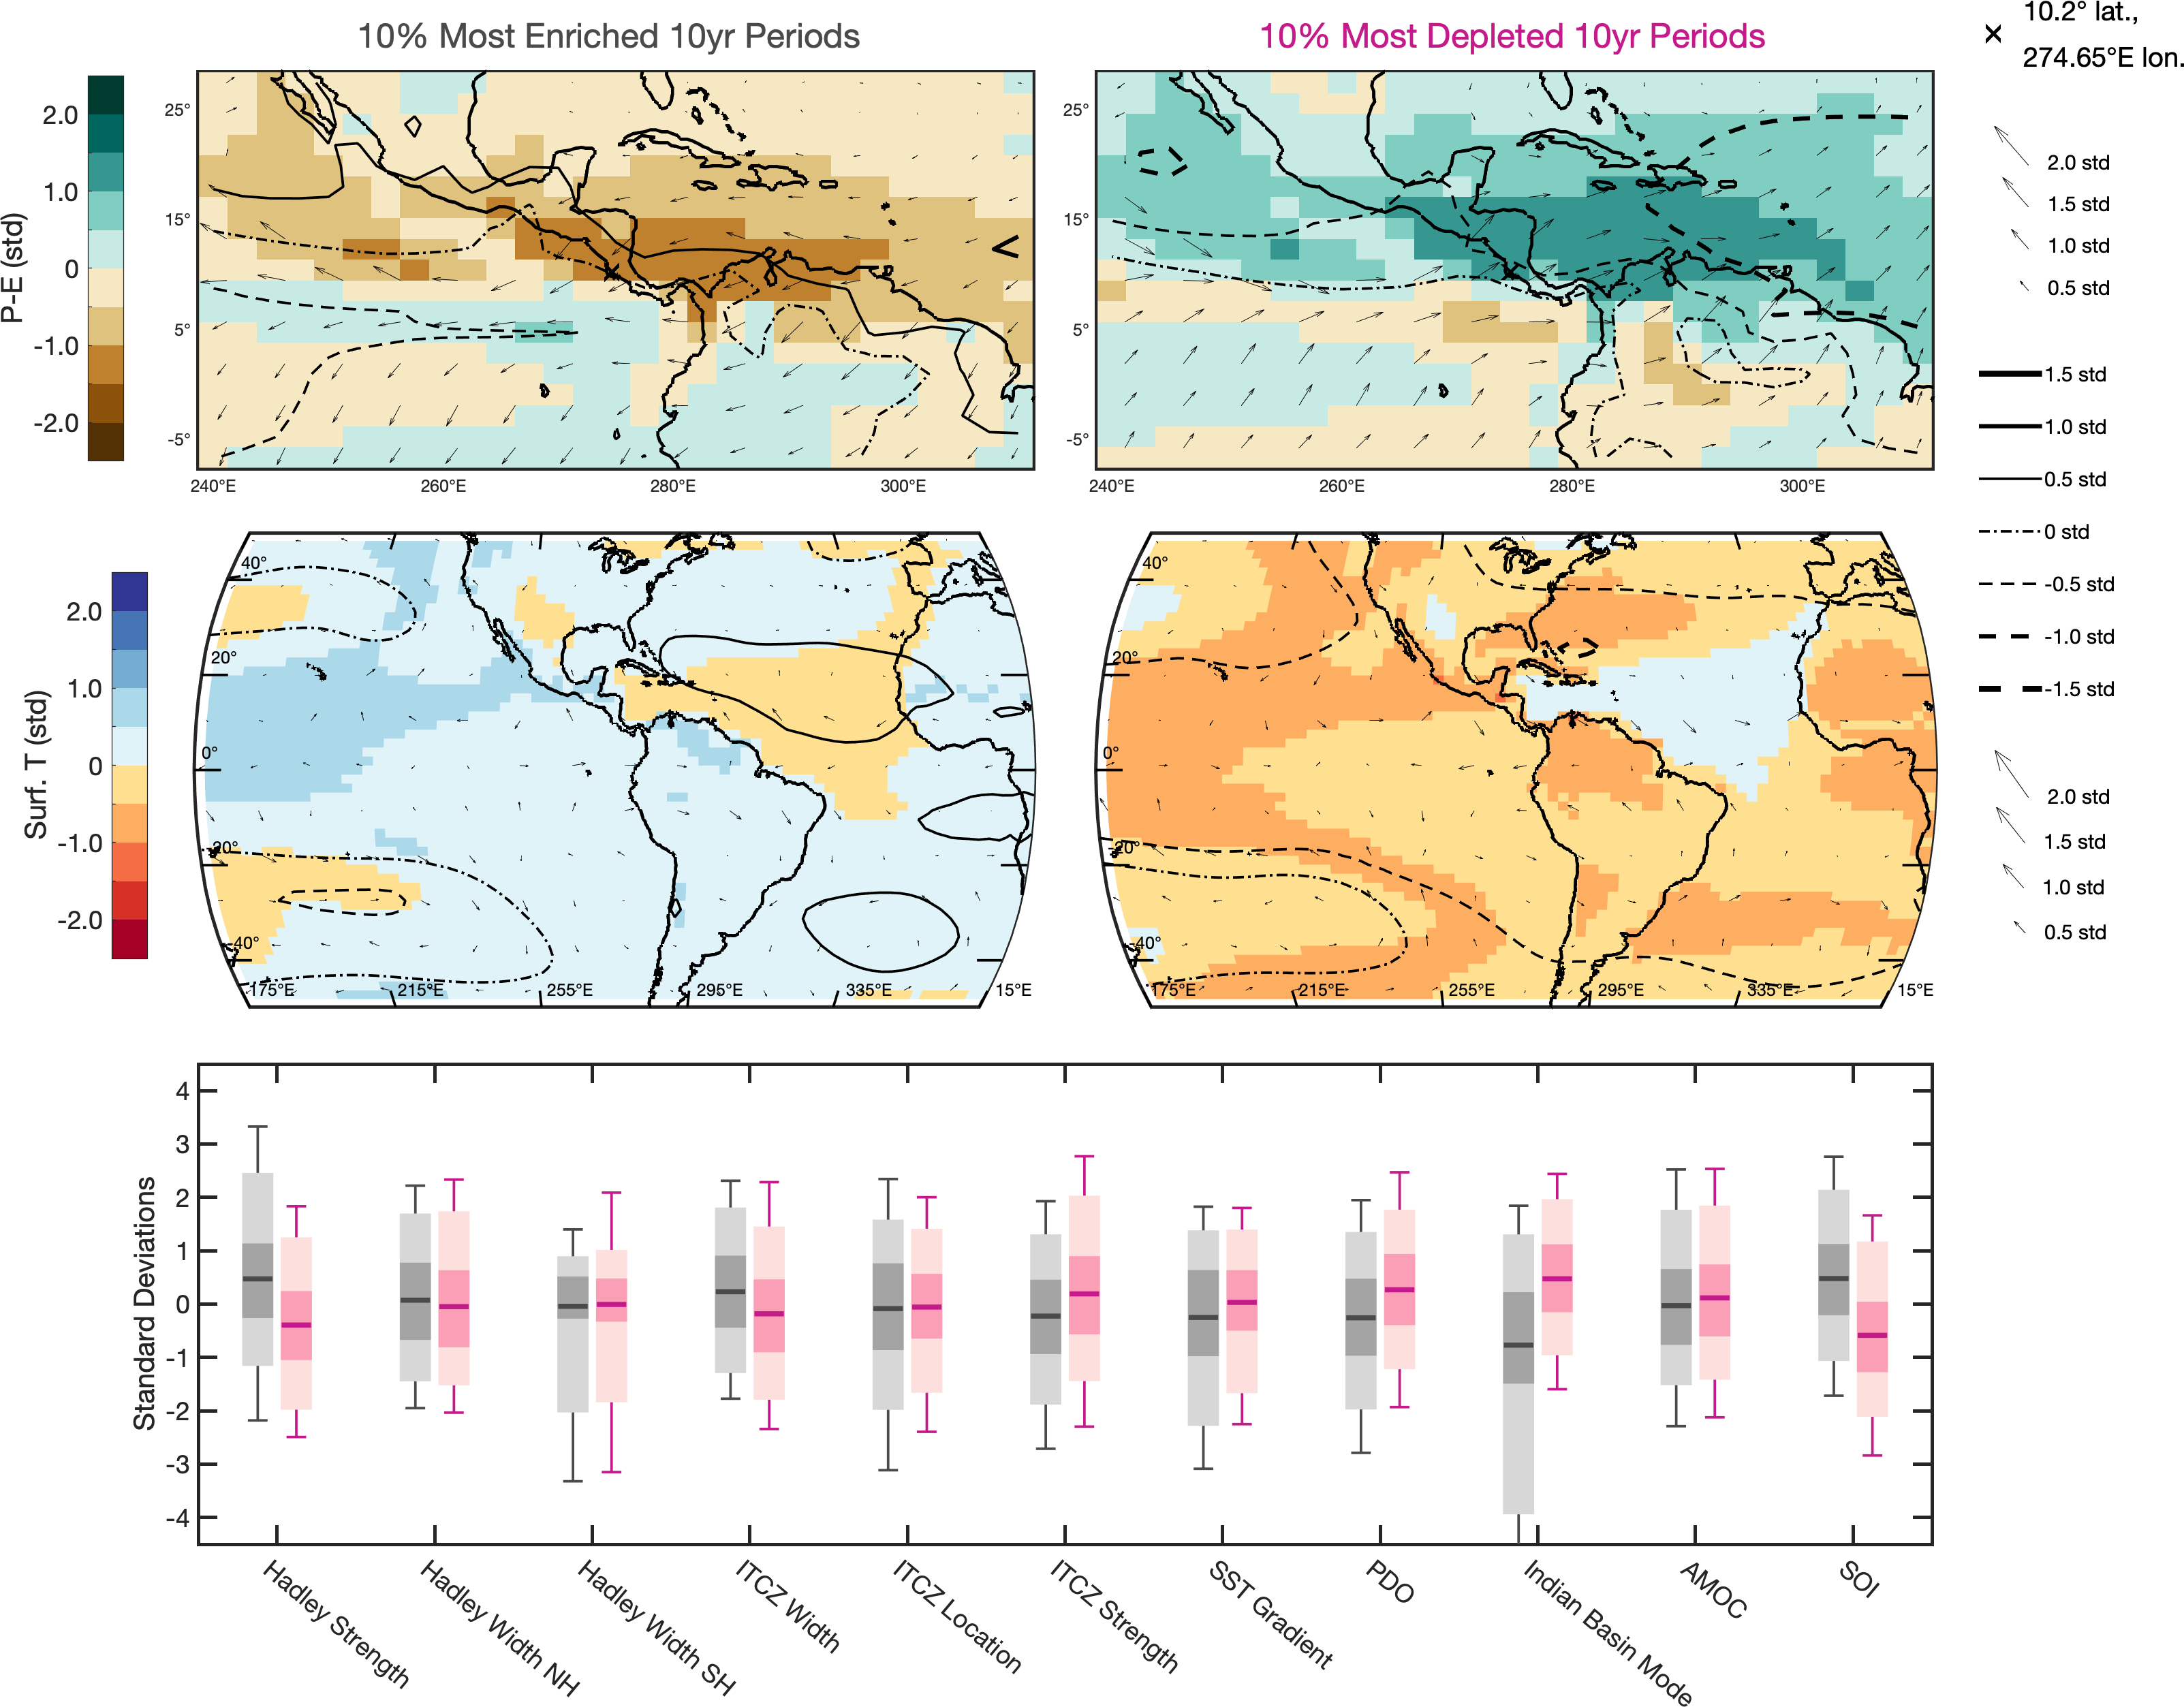 10% Most Enriched 10yr Periods
10% Most Depleted 10yr Periods
10.2° lat.,
274.65°E lon.
P-E (std)
2.0
1.0
0
-1.0
-2.0
25°
15°
5°
-5°
240°E
260°E
280°E
300°E
25°
15°
5°
-5°
240°E
260°E
280°E
300°E
2.0 std
1.5 std
1.0 std
0.5 std
1.5 std
1.0 std
0.5 std
0 std
-0.5 std
-1.0 std
-1.5 std
Surf. T (std)
2.0
1.0
0
-1.0
-2.0
40°
20°
0°
-20°
-40°
175°E
215°E
255°E
295°E
335°E
15°E
40°
20°
0°
-20°
-40°
175°E
215°E
255°E
295°E
335°E
15°E
2.0 std
1.5 std
1.0 std
0.5 std
Standard Deviations
4
3
2
1
0
-1
-2
-3
-4
Hadley Strength
Hadley Width NH
Hadley Width SH
ITCZ Width
ITCZ Location
ITCZ Strength
SST Gradient
PDO
Indian Basin Mode
AMOC
SOI